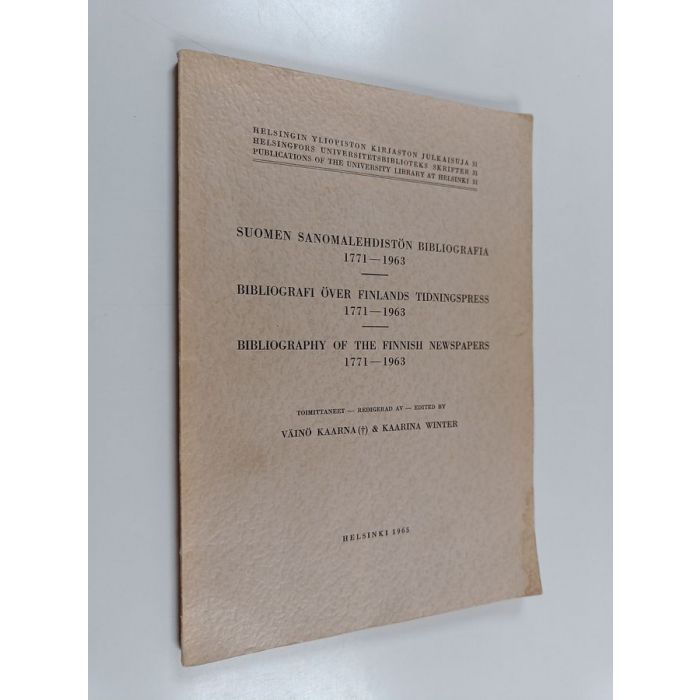 HELSINGIN YLIOPISTON KIRJASTON JULKAISUJA 31
HELSINGFORS UNIVERSITETSBIBLIOTEKS SKRIFTER 31
PUBLICATIONS OF THE UNIVERSITY LIBRARY AT HELSINKI 31
SUOMEN SANOMALEHDISTÖN BIBLIOGRAFIA
1771—1963
BIBLIOGRAFI ÖVER FINLANDS TIDNINGSPRESS
1771—1963
BIBLIOGRAPHY OF THE FINNISH NEWSPAPERS
1771—1963
TOIMITTANEET — REDIGERAD AV — EDITED BY
VÄINÖ KAARNA (†) & KAARINA WINTER
HELSINKI 1965